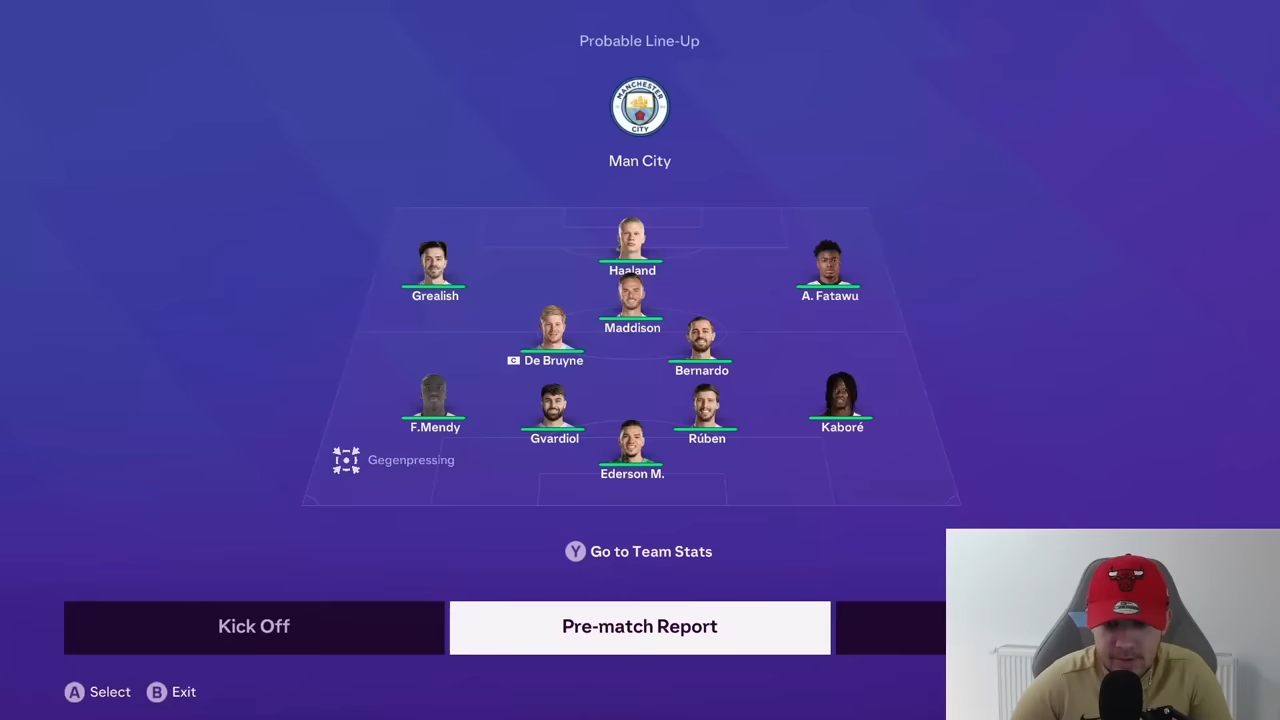 Probable Line-Up
MANCHESTER
CITY
Man City
Haaland
Grealish
A. Fatawu
Maddison
C De Bruyne
Bernardo
F.Mendy
Gvardiol
Rúben
Kaboré
Ederson M.
Gegenpressing
Y Go to Team Stats
Kick Off
Pre-match Report
A Select B Exit